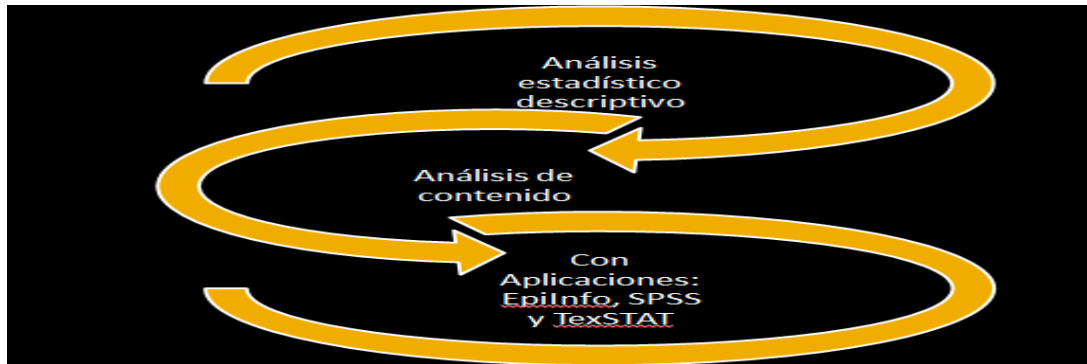 Análisis
estadístico
descriptivo
Análisis de
contenido
Con
Aplicaciones:
EpiInfo, SPSS
y TexSTAT